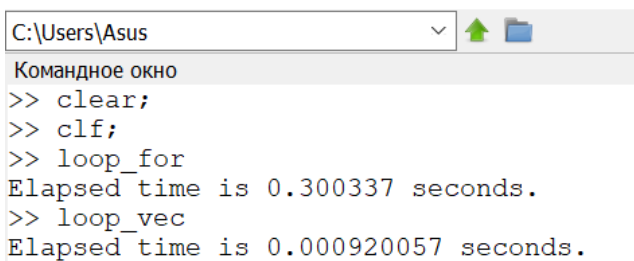 C:\Users\Asus
Командное окно
>> clear;
>> clf;
>> loop_for
Elapsed time is 0.300337 seconds.
>> loop_vec
Elapsed time is 0.000920057 seconds.